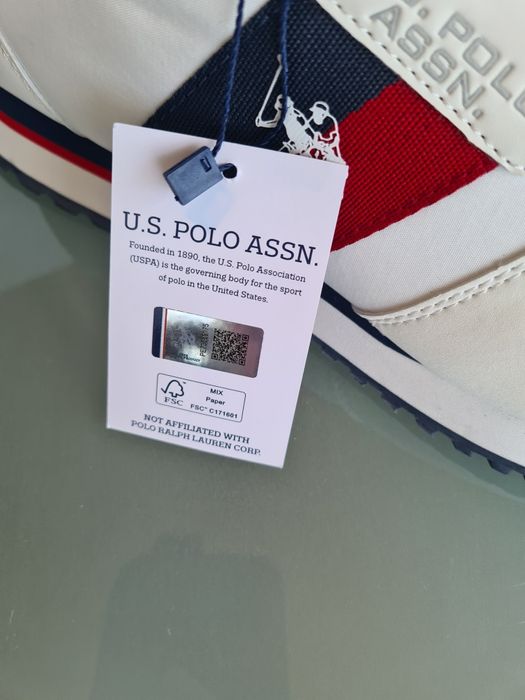 U.S. POLO
ASSN.
U.S. POLO ASSN.
Founded in 1890, the U.S. Polo Association
(USPA) is the governing body for the sport
of polo in the United States.
FSC
MIX
Paper
FSC™ C171601
NOT AFFILIATED WITH
POLO RALPH LAUREN CORP.